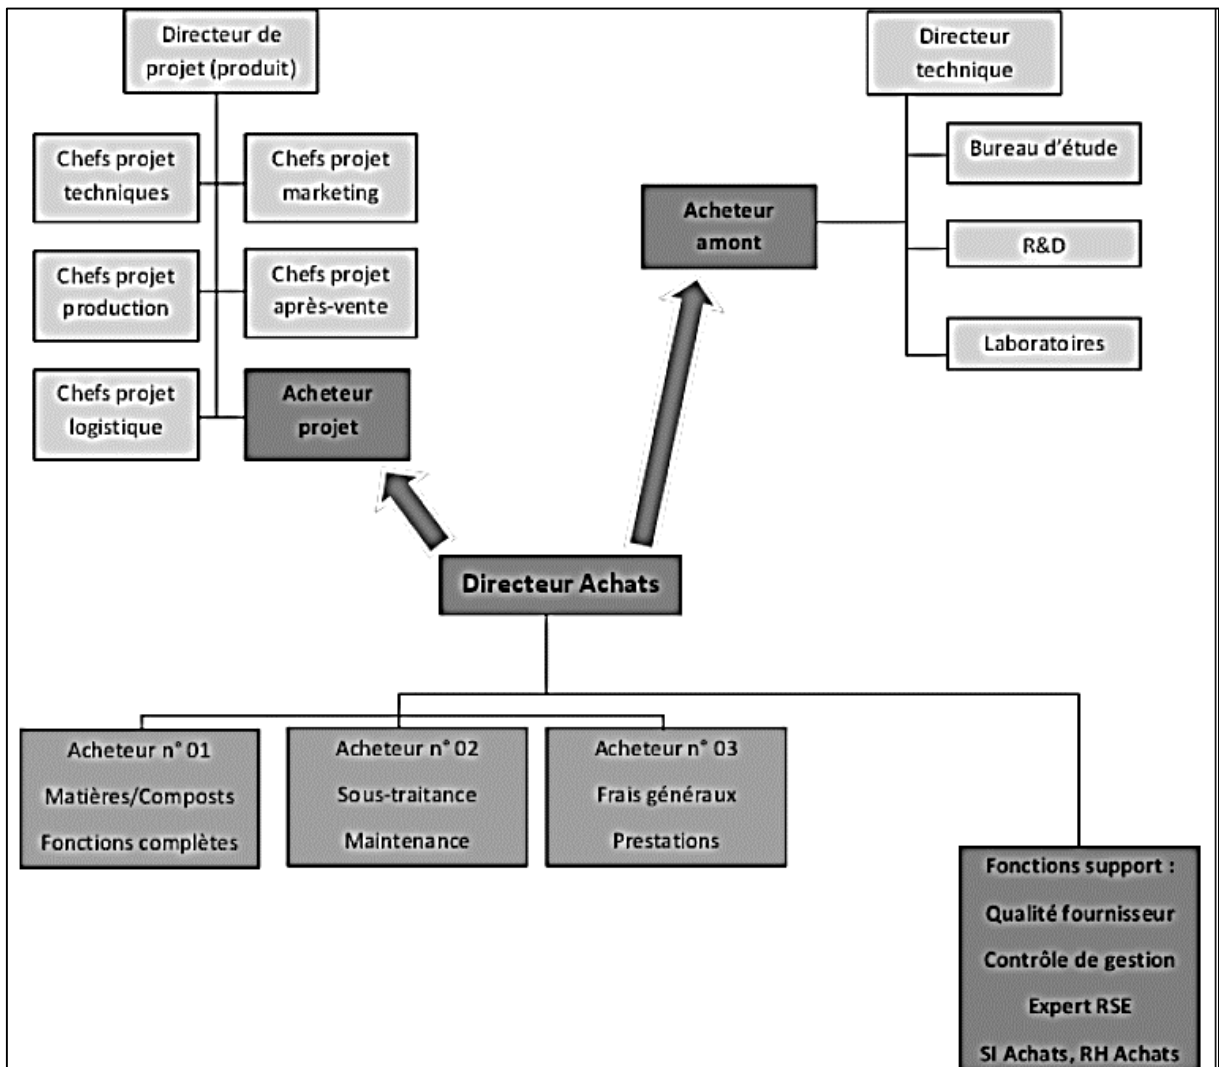 Directeur de
projet (produit)
Directeur
technique
Chefs projet
techniques
Chefs projet
marketing
Bureau d'étude
Acheteur
amont
R&D
Chefs projet
production
Chefs projet
après-vente
Laboratoires
Chefs projet
logistique
Acheteur
projet
Directeur Achats
Acheteur n° 01
Matières/Composts
Fonctions complètes
Acheteur n° 02
Sous-traitance
Maintenance
Acheteur n° 03
Frais généraux
Prestations
Fonctions support :
Qualité fournisseur
Contrôle de gestion
Expert RSE
SI Achats, RH Achats